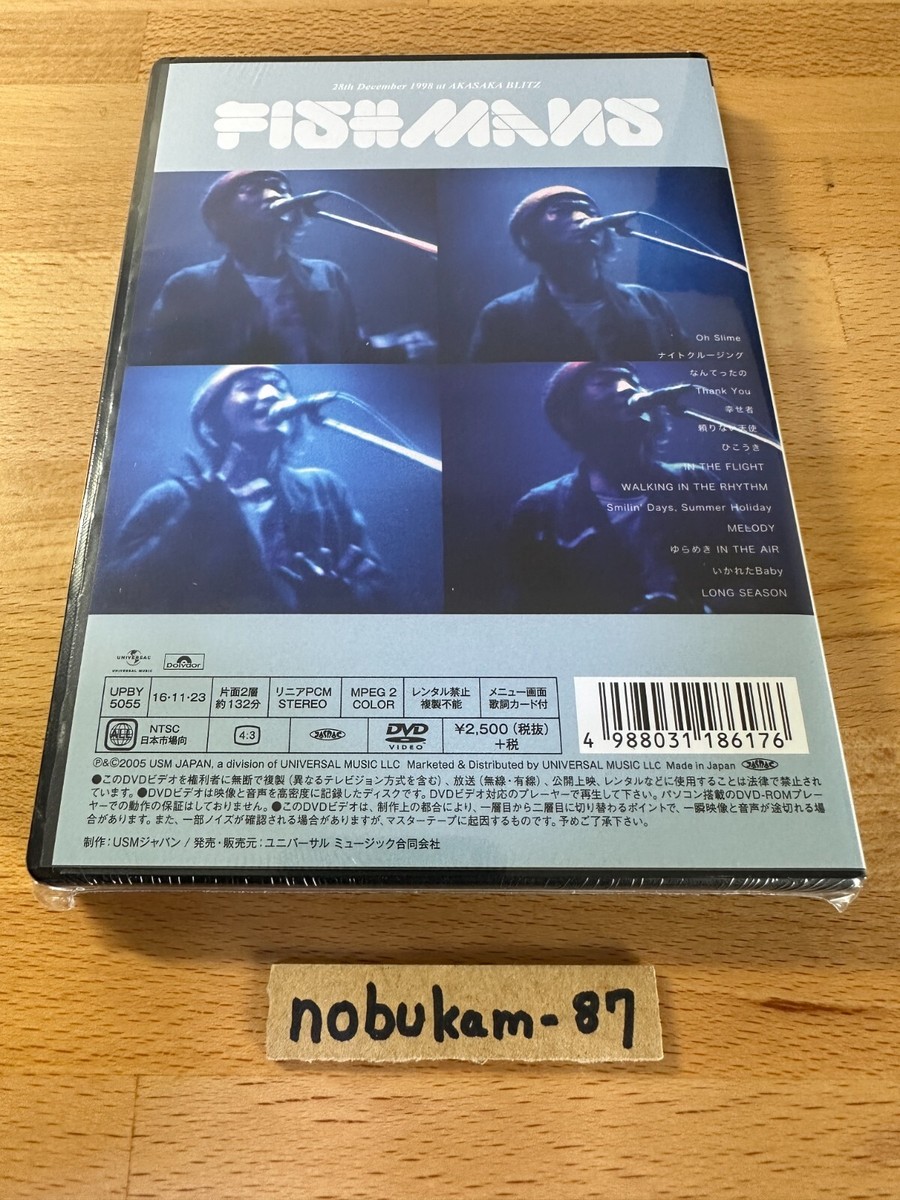 28th December 1998 at AKASAKA BLITZ
FISHMANS
Oh Slime
ナイトクルージング
なんてったの
Thank You
幸せ者
頼りない天使
ひこうき
IN THE FLIGHT
WALKING IN THE RHYTHM
Smilin' Days, Summer Holiday
MELODY
ゆらめき IN THE AIR
いかれたBaby
LONG SEASON
UNIVERSAL
UNIVERSAL MUSIC
Polydor
UPBY 5055
16・11・23
片面2層 約132分
リニアPCM STEREO
MPEG 2 COLOR
レンタル禁止 複製不能
メニュー画面 歌詞カード付
ALL
NTSC 日本市場向
4:3
JASRAC
DVD VIDEO
¥2,500 (税抜) +税
4 988031 186176
℗&©2005 USM JAPAN, a division of UNIVERSAL MUSIC LLC Marketed & Distributed by UNIVERSAL MUSIC LLC Made in Japan JASRAC
●このDVDビデオを権利者に無断で複製(異なるテレビジョン方式を含む)、放送(無線・有線)、公開上映、レンタルなどに使用することは法律で禁止され
ています。●DVDビデオは映像と音声を高密度に記録したディスクです。DVDビデオ対応のプレーヤーで再生して下さい。パソコン搭載のDVD-ROMプレー
ヤーでの動作の保証はしておりません。●このDVDビデオは、制作上の都合により、一層目から二層目に切り替わるポイントで、一瞬映像と音声が途切れる場
合があります。また、一部ノイズが確認される場合がありますが、マスターテープに起因するものです。予めご了承下さい。
制作:USMジャパン / 発売・販売元:ユニバーサル ミュージック合同会社
nobukam-87